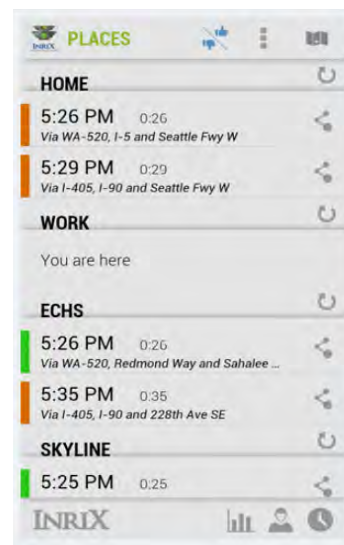 INRIX PLACES
HOME
5:26 PM 0:26
Via WA-520, I-5 and Seattle Fwy W
5:29 PM 0:29
Via I-405, I-90 and Seattle Fwy W
WORK
You are here
ECHS
5:26 PM 0:26
Via WA-520, Redmond Way and Sahalee ...
5:35 PM 0:35
Via I-405, I-90 and 228th Ave SE
SKYLINE
5:25 PM 0:25
INRIX